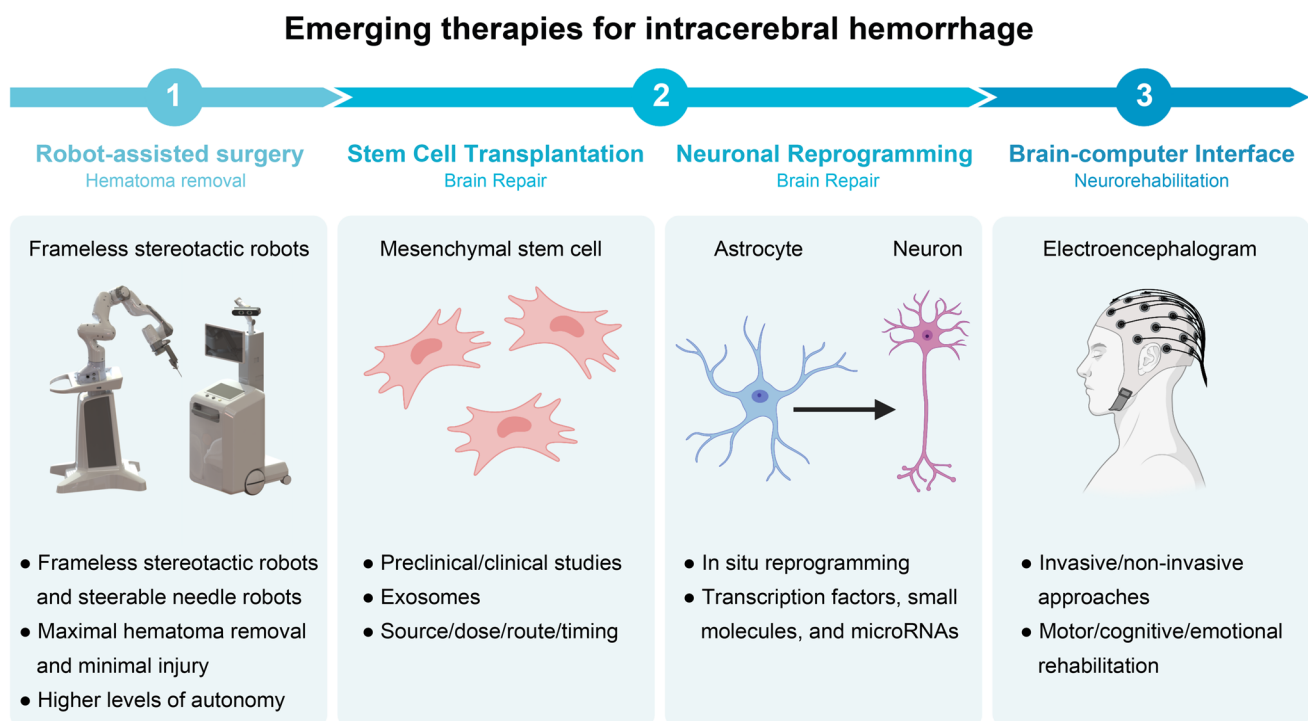 Emerging therapies for intracerebral hemorrhage
1
2
3
Robot-assisted surgery
Hematoma removal
Stem Cell Transplantation
Brain Repair
Neuronal Reprogramming
Brain Repair
Brain-computer Interface
Neurorehabilitation
Frameless stereotactic robots
● Frameless stereotactic robots
and steerable needle robots
● Maximal hematoma removal
and minimal injury
● Higher levels of autonomy
Mesenchymal stem cell
● Preclinical/clinical studies
● Exosomes
● Source/dose/route/timing
Astrocyte
Neuron
● In situ reprogramming
● Transcription factors, small
molecules, and microRNAs
Electroencephalogram
● Invasive/non-invasive
approaches
● Motor/cognitive/emotional
rehabilitation